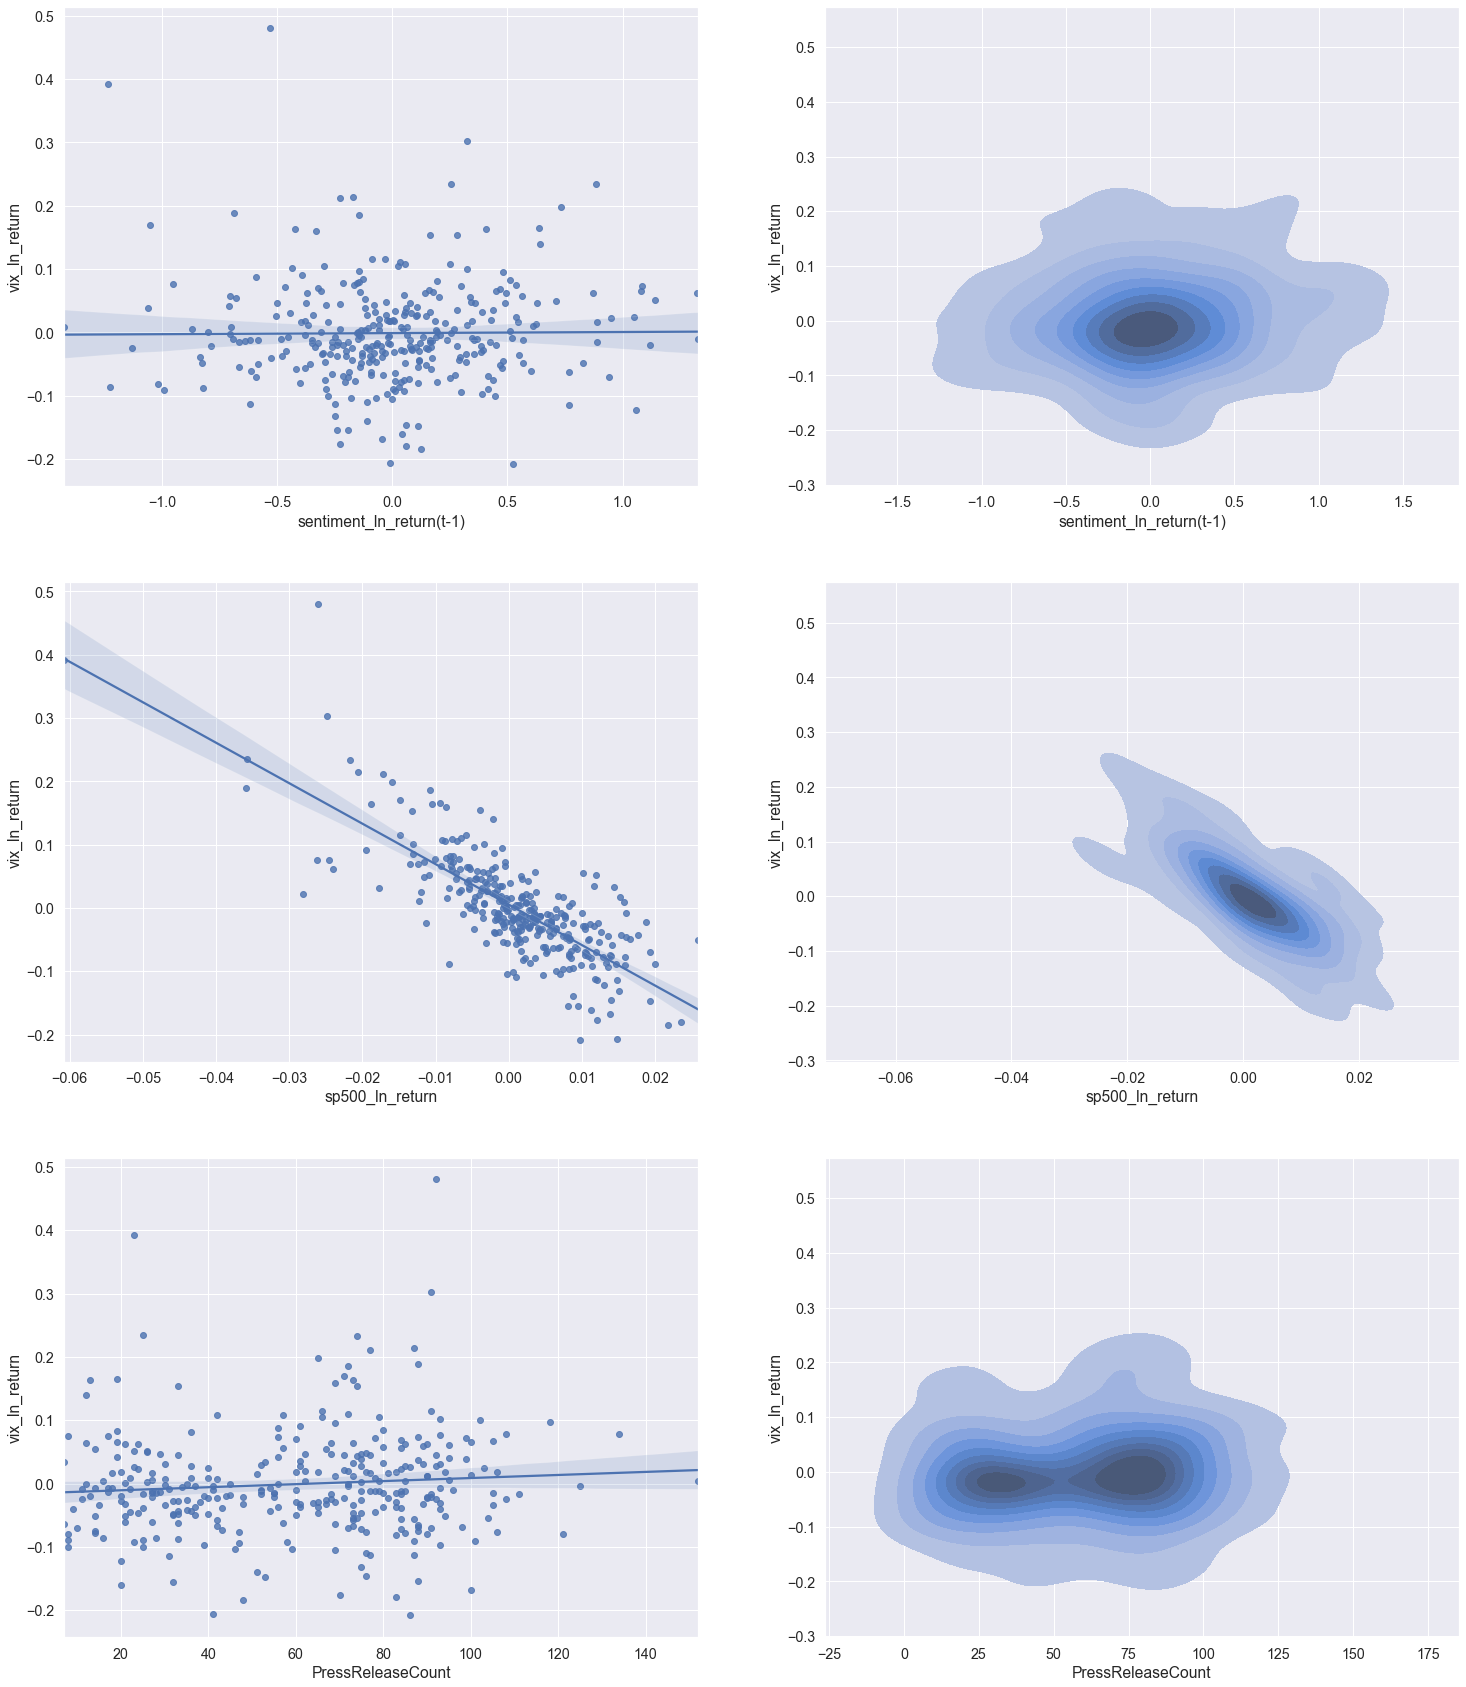 0.5
0.4
0.3
0.2
0.1
0.0
−0.1
−0.2
vix_ln_return
−1.0 −0.5 0.0 0.5 1.0
sentiment_ln_return(t-1)
0.5
0.4
0.3
0.2
0.1
0.0
−0.1
−0.2
−0.3
vix_ln_return
−1.5 −1.0 −0.5 0.0 0.5 1.0 1.5
sentiment_ln_return(t-1)
0.5
0.4
0.3
0.2
0.1
0.0
−0.1
−0.2
vix_ln_return
−0.06 −0.05 −0.04 −0.03 −0.02 −0.01 0.00 0.01 0.02
sp500_ln_return
0.5
0.4
0.3
0.2
0.1
0.0
−0.1
−0.2
−0.3
vix_ln_return
−0.06 −0.04 −0.02 0.00 0.02
sp500_ln_return
0.5
0.4
0.3
0.2
0.1
0.0
−0.1
−0.2
vix_ln_return
20 40 60 80 100 120 140
PressReleaseCount
0.5
0.4
0.3
0.2
0.1
0.0
−0.1
−0.2
−0.3
vix_ln_return
−25 0 25 50 75 100 125 150 175
PressReleaseCount